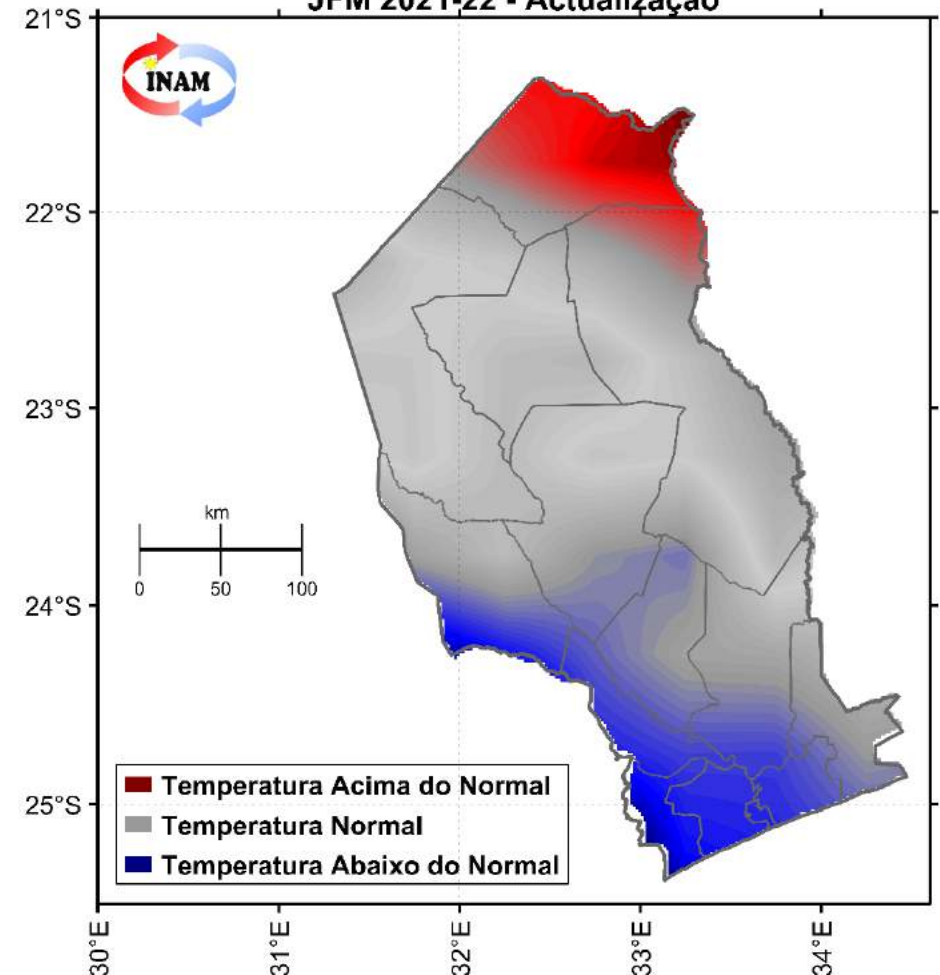 JFM 2021-22 - Actualização
21°S
INAM
22°S
23°S
km
0 50 100
24°S
Temperatura Acima do Normal
Temperatura Normal
Temperatura Abaixo do Normal
25°S
30°E 31°E 32°E 33°E 34°E